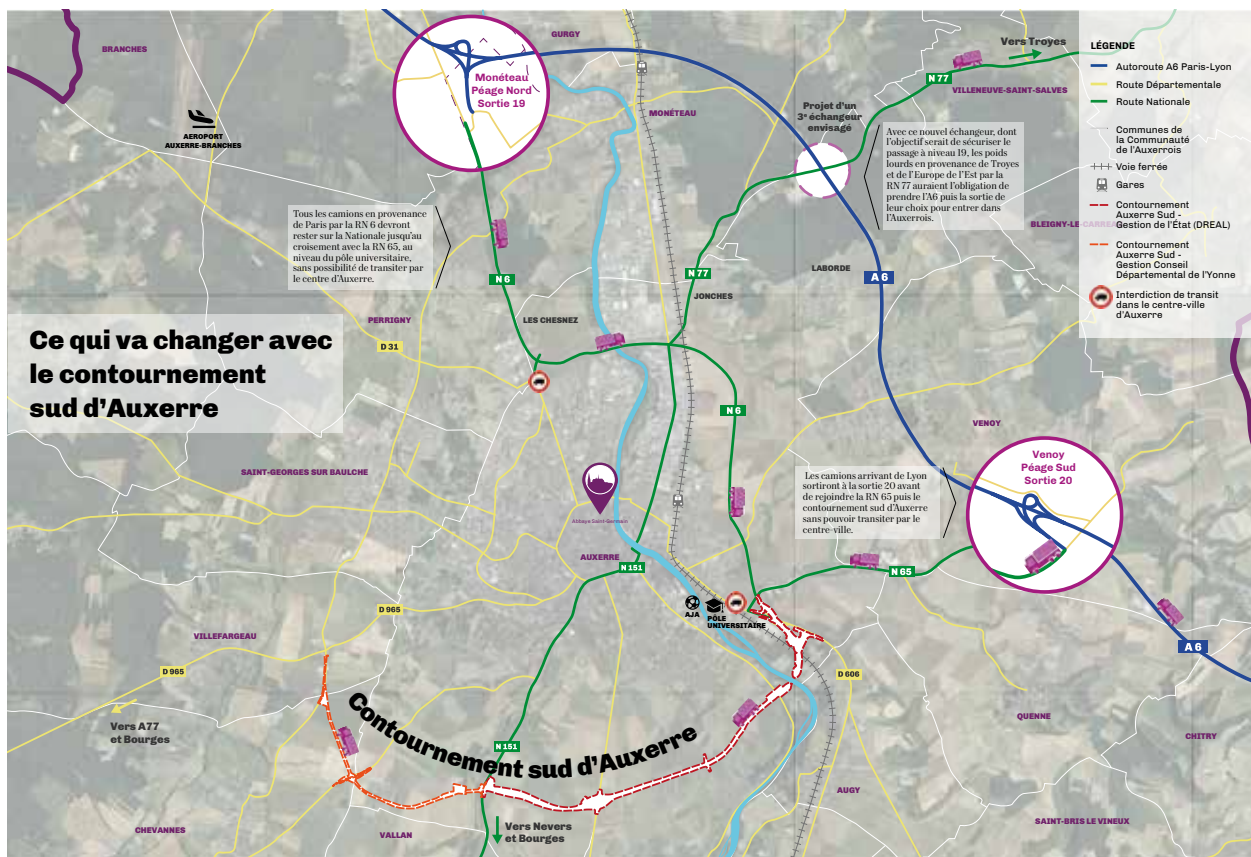 BRANCHES
GURGY
Monéteau
Péage Nord
Sortie 19
Vers Troyes
N 77
VILLENEUVE-SAINT-SALVES
LÉGENDE
Autoroute A6 Paris-Lyon
Route Départementale
Route Nationale
Communes de
la Communauté
de l'Auxerrois
Voie ferrée
Gares
Contournement
Auxerre Sud -
Gestion de l'État (DREAL)
Contournement
Auxerre Sud -
Gestion Conseil
Départemental de l'Yonne
Interdiction de transit
dans le centre-ville
d'Auxerre
AEROPORT
AUXERRE-BRANCHES
MONÉTEAU
Projet d'un
3e échangeur
envisagé
Avec ce nouvel échangeur, dont
l'objectif serait de sécuriser le
passage à niveau 19, les poids
lourds en provenance de Troyes
et de l'Europe de l'Est par la
RN 77 auraient l'obligation de
prendre l'A6 puis la sortie de
leur choix pour entrer dans
l'Auxerrois.
BLEIGNY-LE-CARREAU
Tous les camions en provenance
de Paris par la RN 6 devront
rester sur la Nationale jusqu'au
croisement avec la RN 65, au
niveau du pôle universitaire,
sans possibilité de transiter par
le centre d'Auxerre.
N 6
N 77
LABORDE
A 6
JONCHES
PERRIGNY
LES CHESNEZ
D 31
Ce qui va changer avec
le contournement
sud d'Auxerre
N 6
VENOY
SAINT-GEORGES SUR BAULCHE
Venoy
Péage Sud
Sortie 20
Les camions arrivant de Lyon
sortiront à la sortie 20 avant
de rejoindre la RN 65 puis le
contournement sud d'Auxerre
sans pouvoir transiter par le
centre-ville.
Abbaye Saint-Germain
AUXERRE
N 151
N 65
D 965
AJA
PÔLE
UNIVERSITAIRE
VILLEFARGEAU
A 6
D 965
D 606
Vers A77
et Bourges
Contournement sud d'Auxerre
N 151
QUENNE
CHITRY
AUGY
CHEVANNES
VALLAN
Vers Nevers
et Bourges
SAINT-BRIS LE VINEUX